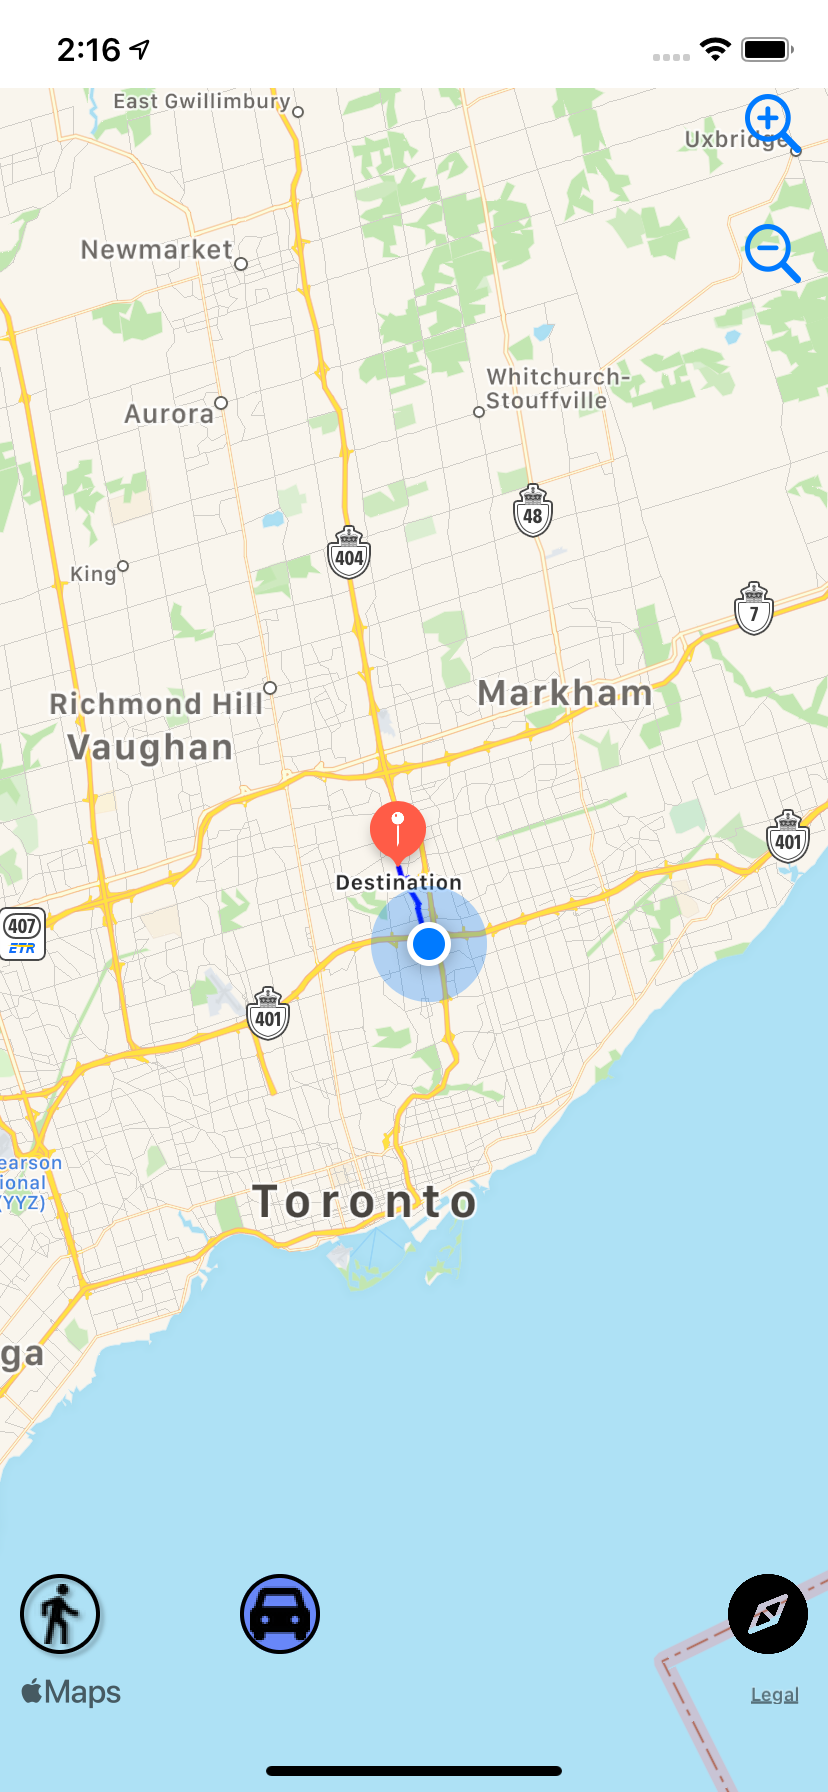 2:16
East Gwillimbury
Uxbridge
Newmarket
Whitchurch-
Stouffville
Aurora
48
404
King
7
Markham
Richmond Hill
Vaughan
401
Destination
407
ETR
401
earson
ional
(YYZ)
Toronto
ga
Maps
Legal